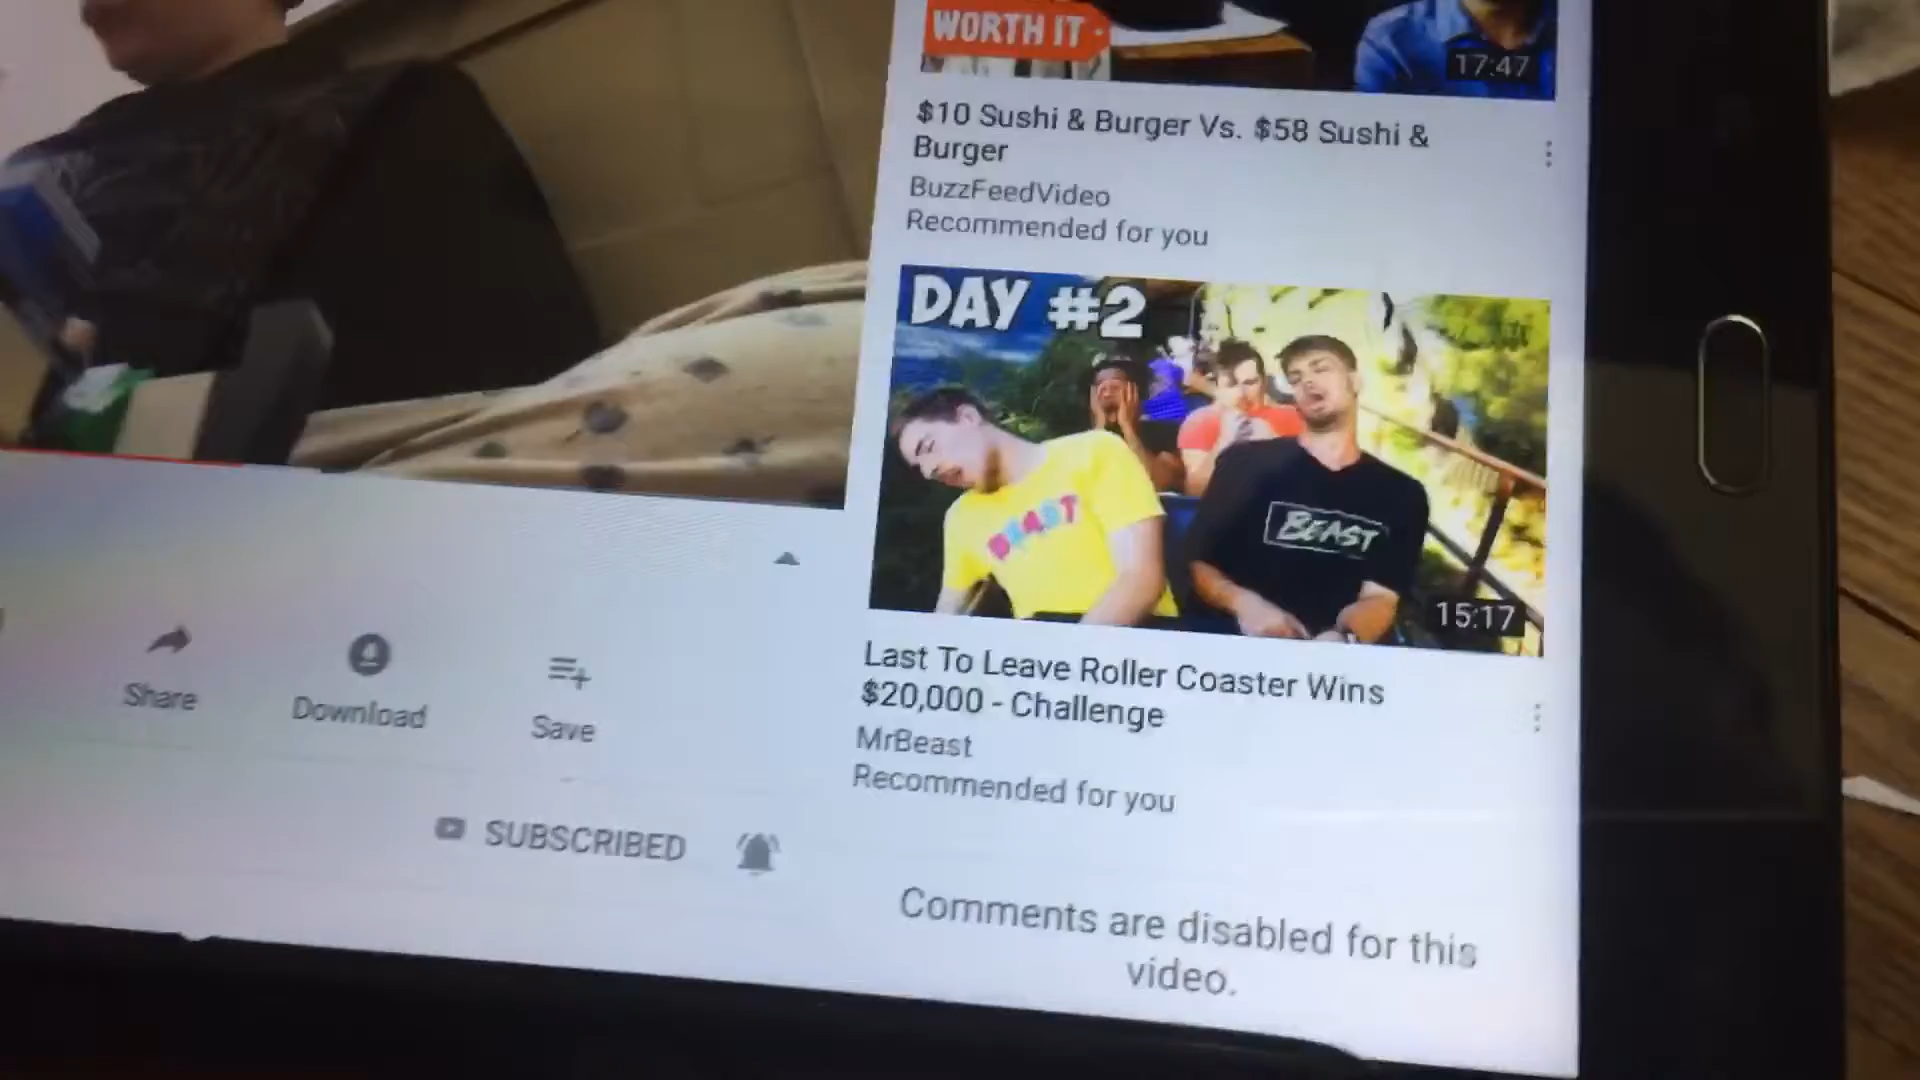 WORTH IT
17:47
$10 Sushi & Burger Vs. $58 Sushi &
Burger
BuzzFeedVideo
Recommended for you
DAY #2
BEAST
BEAST
15:17
Last To Leave Roller Coaster Wins
$20,000 - Challenge
MrBeast
Recommended for you
Share
Download
Save
SUBSCRIBED
Comments are disabled for this
video.